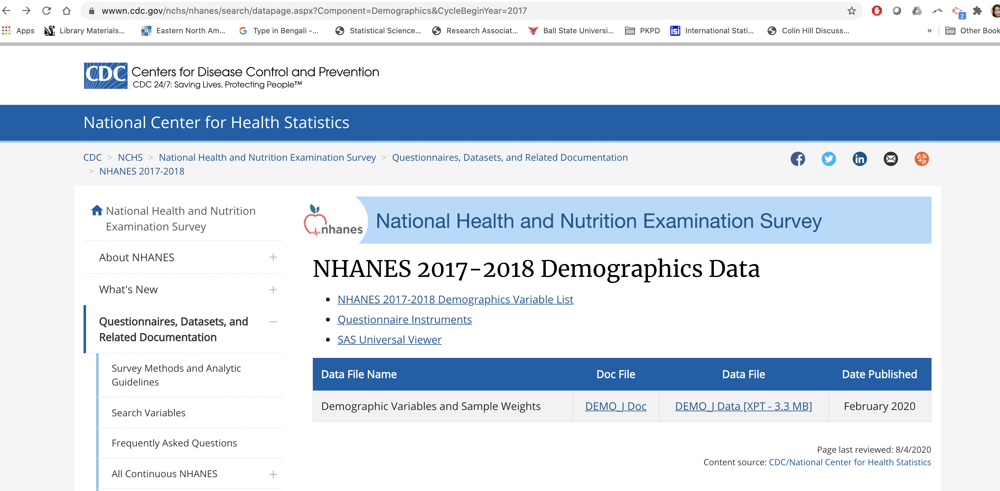 wwwn.cdc.gov/nchs/nhanes/search/datapage.aspx?Component=Demographics&CycleBeginYear=2017
2
Apps
Library Materials...
Eastern North Am...
Type in Bengali -...
Statistical Science...
Research Associat...
Ball State Universi...
PKPD
International Stati...
Colin Hill Discuss...
»
Other Book
CDC Centers for Disease Control and Prevention
CDC 24/7: Saving Lives, Protecting People™
National Center for Health Statistics
CDC > NCHS > National Health and Nutrition Examination Survey > Questionnaires, Datasets, and Related Documentation
> NHANES 2017-2018
National Health and Nutrition
Examination Survey
About NHANES +
What's New +
Questionnaires, Datasets, and
Related Documentation
Survey Methods and Analytic
Guidelines
Search Variables
Frequently Asked Questions
All Continuous NHANES +
nhanes National Health and Nutrition Examination Survey
NHANES 2017-2018 Demographics Data
• NHANES 2017-2018 Demographics Variable List
• Questionnaire Instruments
• SAS Universal Viewer
Data File Name Doc File Data File Date Published
Demographic Variables and Sample Weights DEMO_J Doc DEMO_J Data [XPT - 3.3 MB] February 2020
Page last reviewed: 8/4/2020
Content source: CDC/National Center for Health Statistics